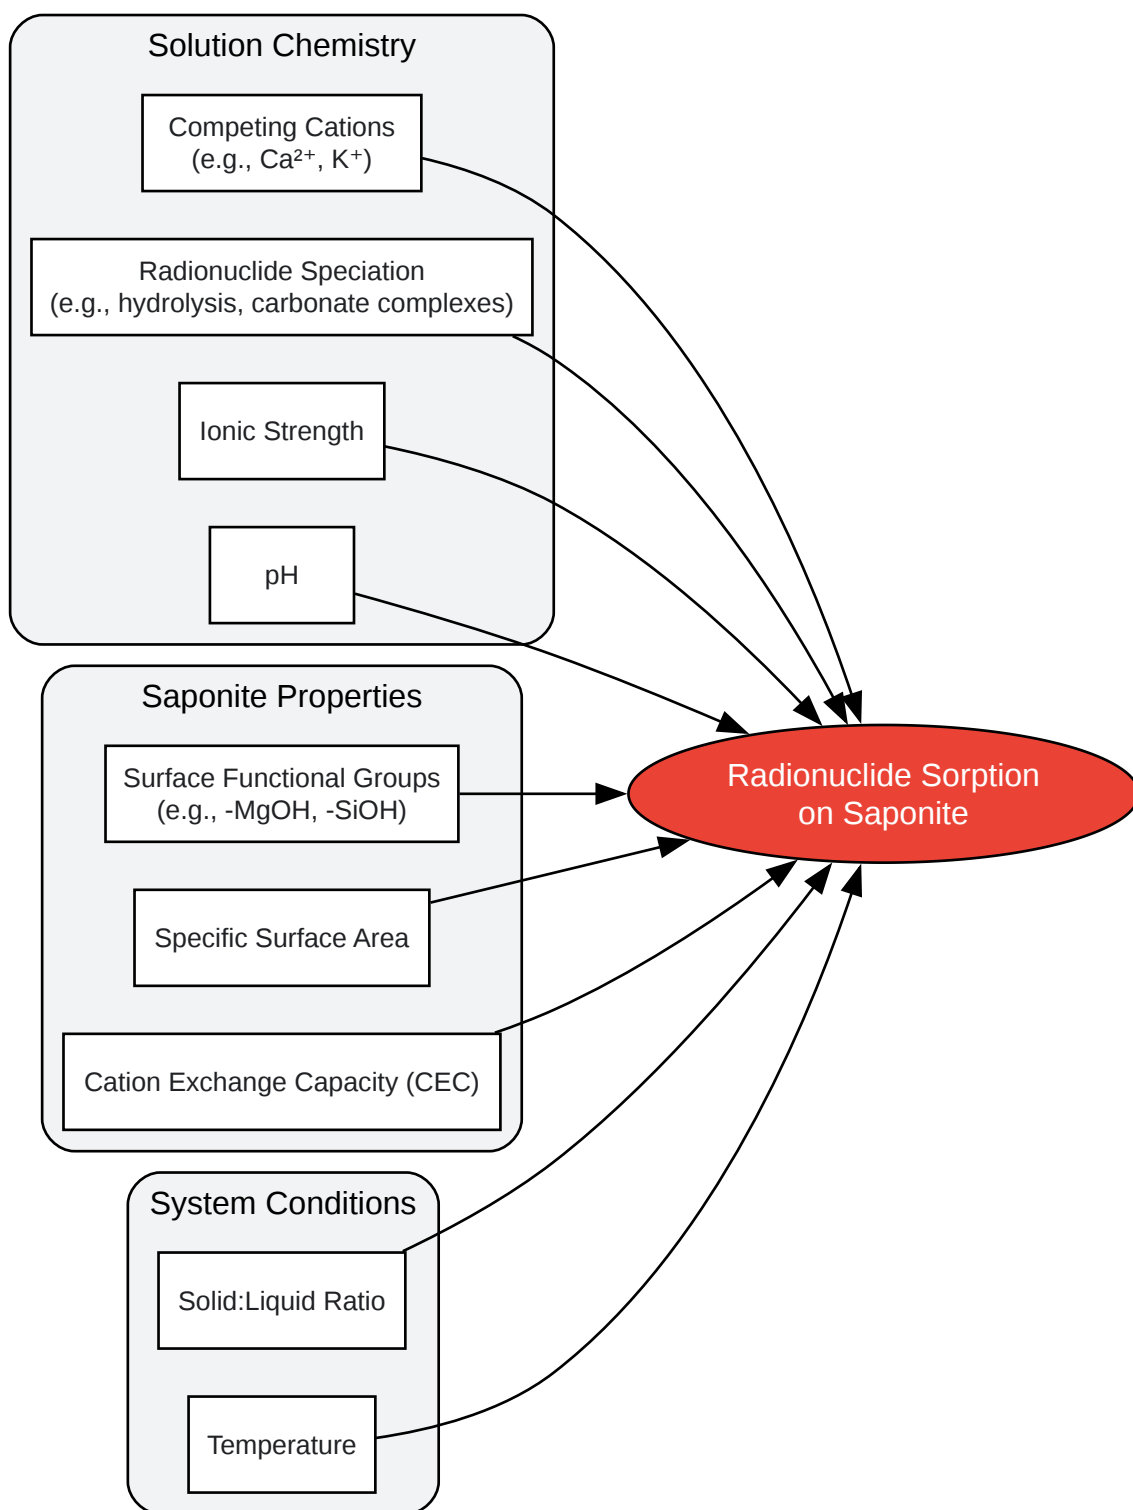 Solution Chemistry
Competing Cations
(e.g., Ca²⁺, K⁺)
Radionuclide Speciation
(e.g., hydrolysis, carbonate complexes)
Ionic Strength
pH
Saponite Properties
Surface Functional Groups
(e.g., -MgOH, -SiOH)
Specific Surface Area
Cation Exchange Capacity (CEC)
System Conditions
Solid:Liquid Ratio
Temperature
Radionuclide Sorption
on Saponite